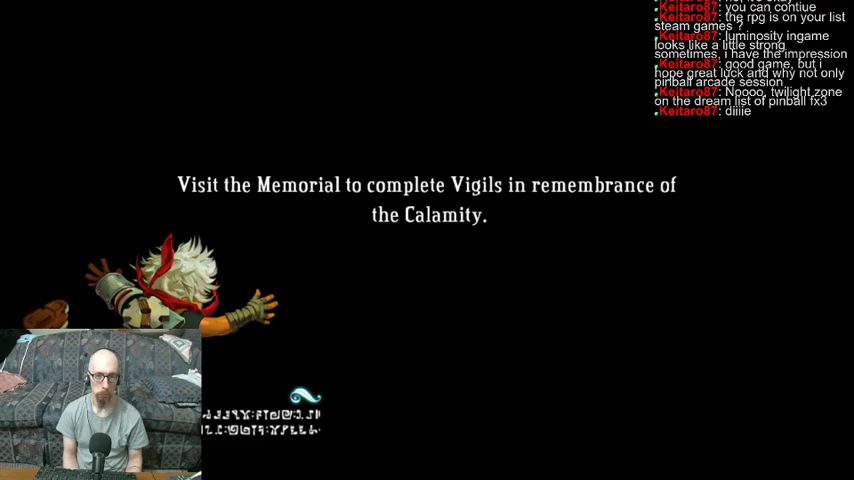 Keitaro87: you can contiue
Keitaro87: the rpg is on your list
steam games ?
Keitaro87: luminosity ingame
looks like a little strong
sometimes, i have the impression
Keitaro87: good game, but i
hope great luck and why not only
pinball arcade session
Keitaro87: Noooo, twilight zone
on the dream list of pinball fx3
Keitaro87: diiiie
Visit the Memorial to complete Vigils in remembrance of
the Calamity.